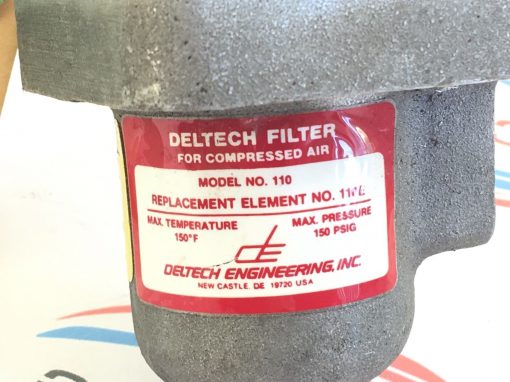 DELTECH FILTER
FOR COMPRESSED AIR
MODEL NO. 110
REPLACEMENT ELEMENT NO.
MAX. TEMPERATURE
150°F
MAX. PRESSURE
150 PSIG
DELTECH ENGINEERING, INC.
NEW CASTLE, DE 19720 USA